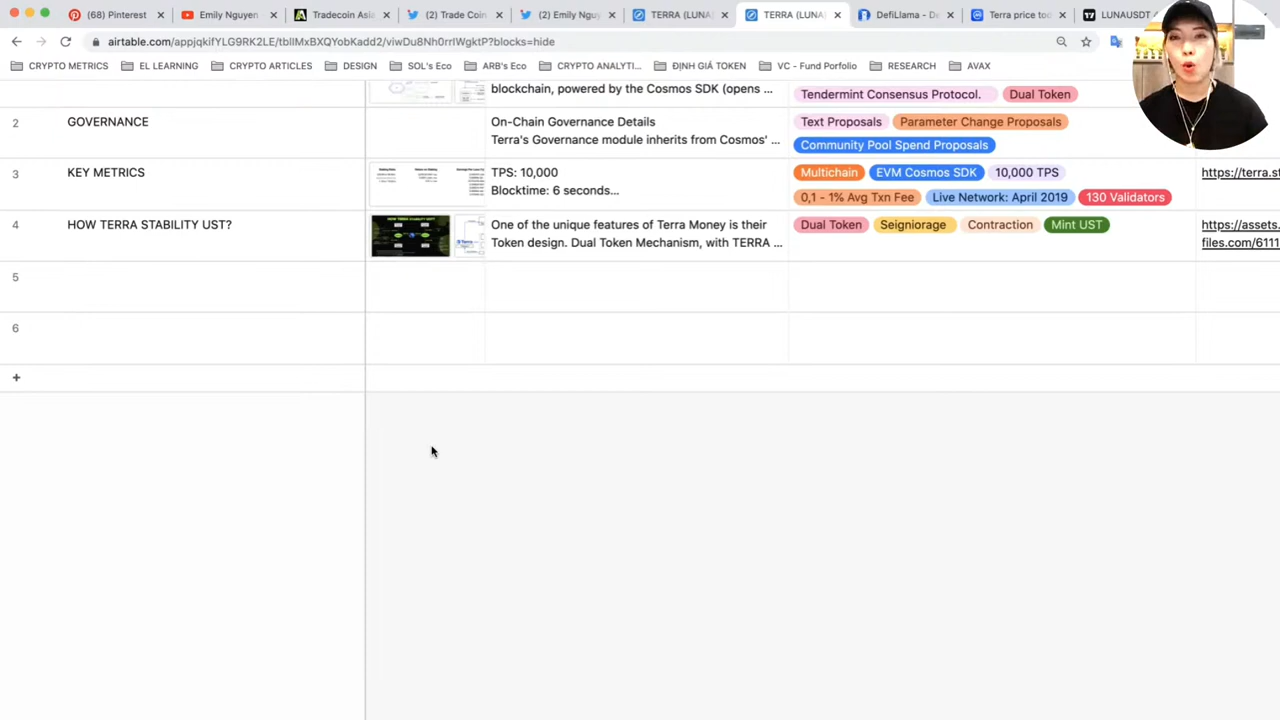 (68) Pinterest
Emily Nguyen
Tradecoin Asia
(2) Trade Coin
(2) Emily Ngu
TERRA (LUNA
TERRA (LUNA
DefiLlama - De
Terra price to
LUNAUSDT
airtable.com/appjqkifYLG9RK2LE/tbllMxBXQYobKadd2/viwDu8Nh0rrIWgktP?blocks=hide
CRYPTO METRICS
EL LEARNING
CRYPTO ARTICLES
DESIGN
SOL's Eco
ARB's Eco
CRYPTO ANALYTI...
ĐỊNH GIÁ TOKEN
VC - Fund Porfolio
RESEARCH
AVAX
blockchain, powered by the Cosmos SDK (opens ...
Tendermint Consensus Protocol.
Dual Token
2
GOVERNANCE
On-Chain Governance Details
Terra's Governance module inherits from Cosmos' ...
Text Proposals
Parameter Change Proposals
Community Pool Spend Proposals
3
KEY METRICS
TPS: 10,000
Blocktime: 6 seconds...
Multichain
EVM Cosmos SDK
10,000 TPS
0,1 - 1% Avg Txn Fee
Live Network: April 2019
130 Validators
https://terra.s
4
HOW TERRA STABILITY UST?
One of the unique features of Terra Money is their
Token design. Dual Token Mechanism, with TERRA ...
Dual Token
Seigniorage
Contraction
Mint UST
https://assets.
files.com/6111
5
6
+